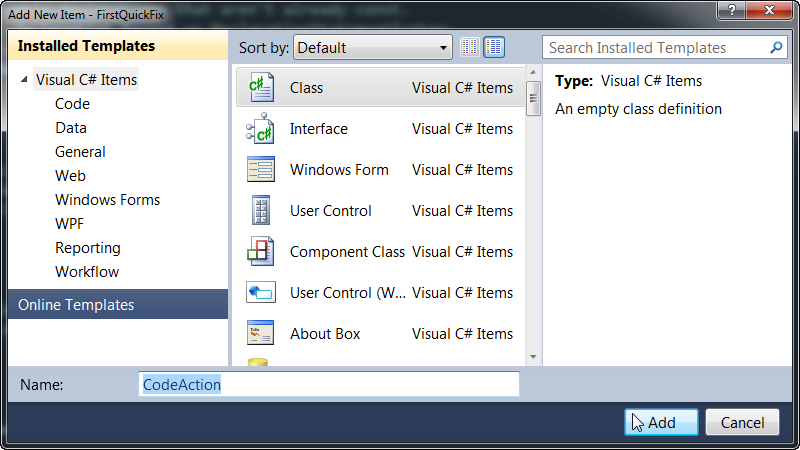 Add New Item - FirstQuickFix
Installed Templates
Visual C# Items
Code
Data
General
Web
Windows Forms
WPF
Reporting
Workflow
Online Templates
Sort by: Default
Class Visual C# Items
Interface Visual C# Items
Windows Form Visual C# Items
User Control Visual C# Items
Component Class Visual C# Items
User Control (W... Visual C# Items
About Box Visual C# Items
Search Installed Templates
Type: Visual C# Items
An empty class definition
Name: CodeAction
Add Cancel